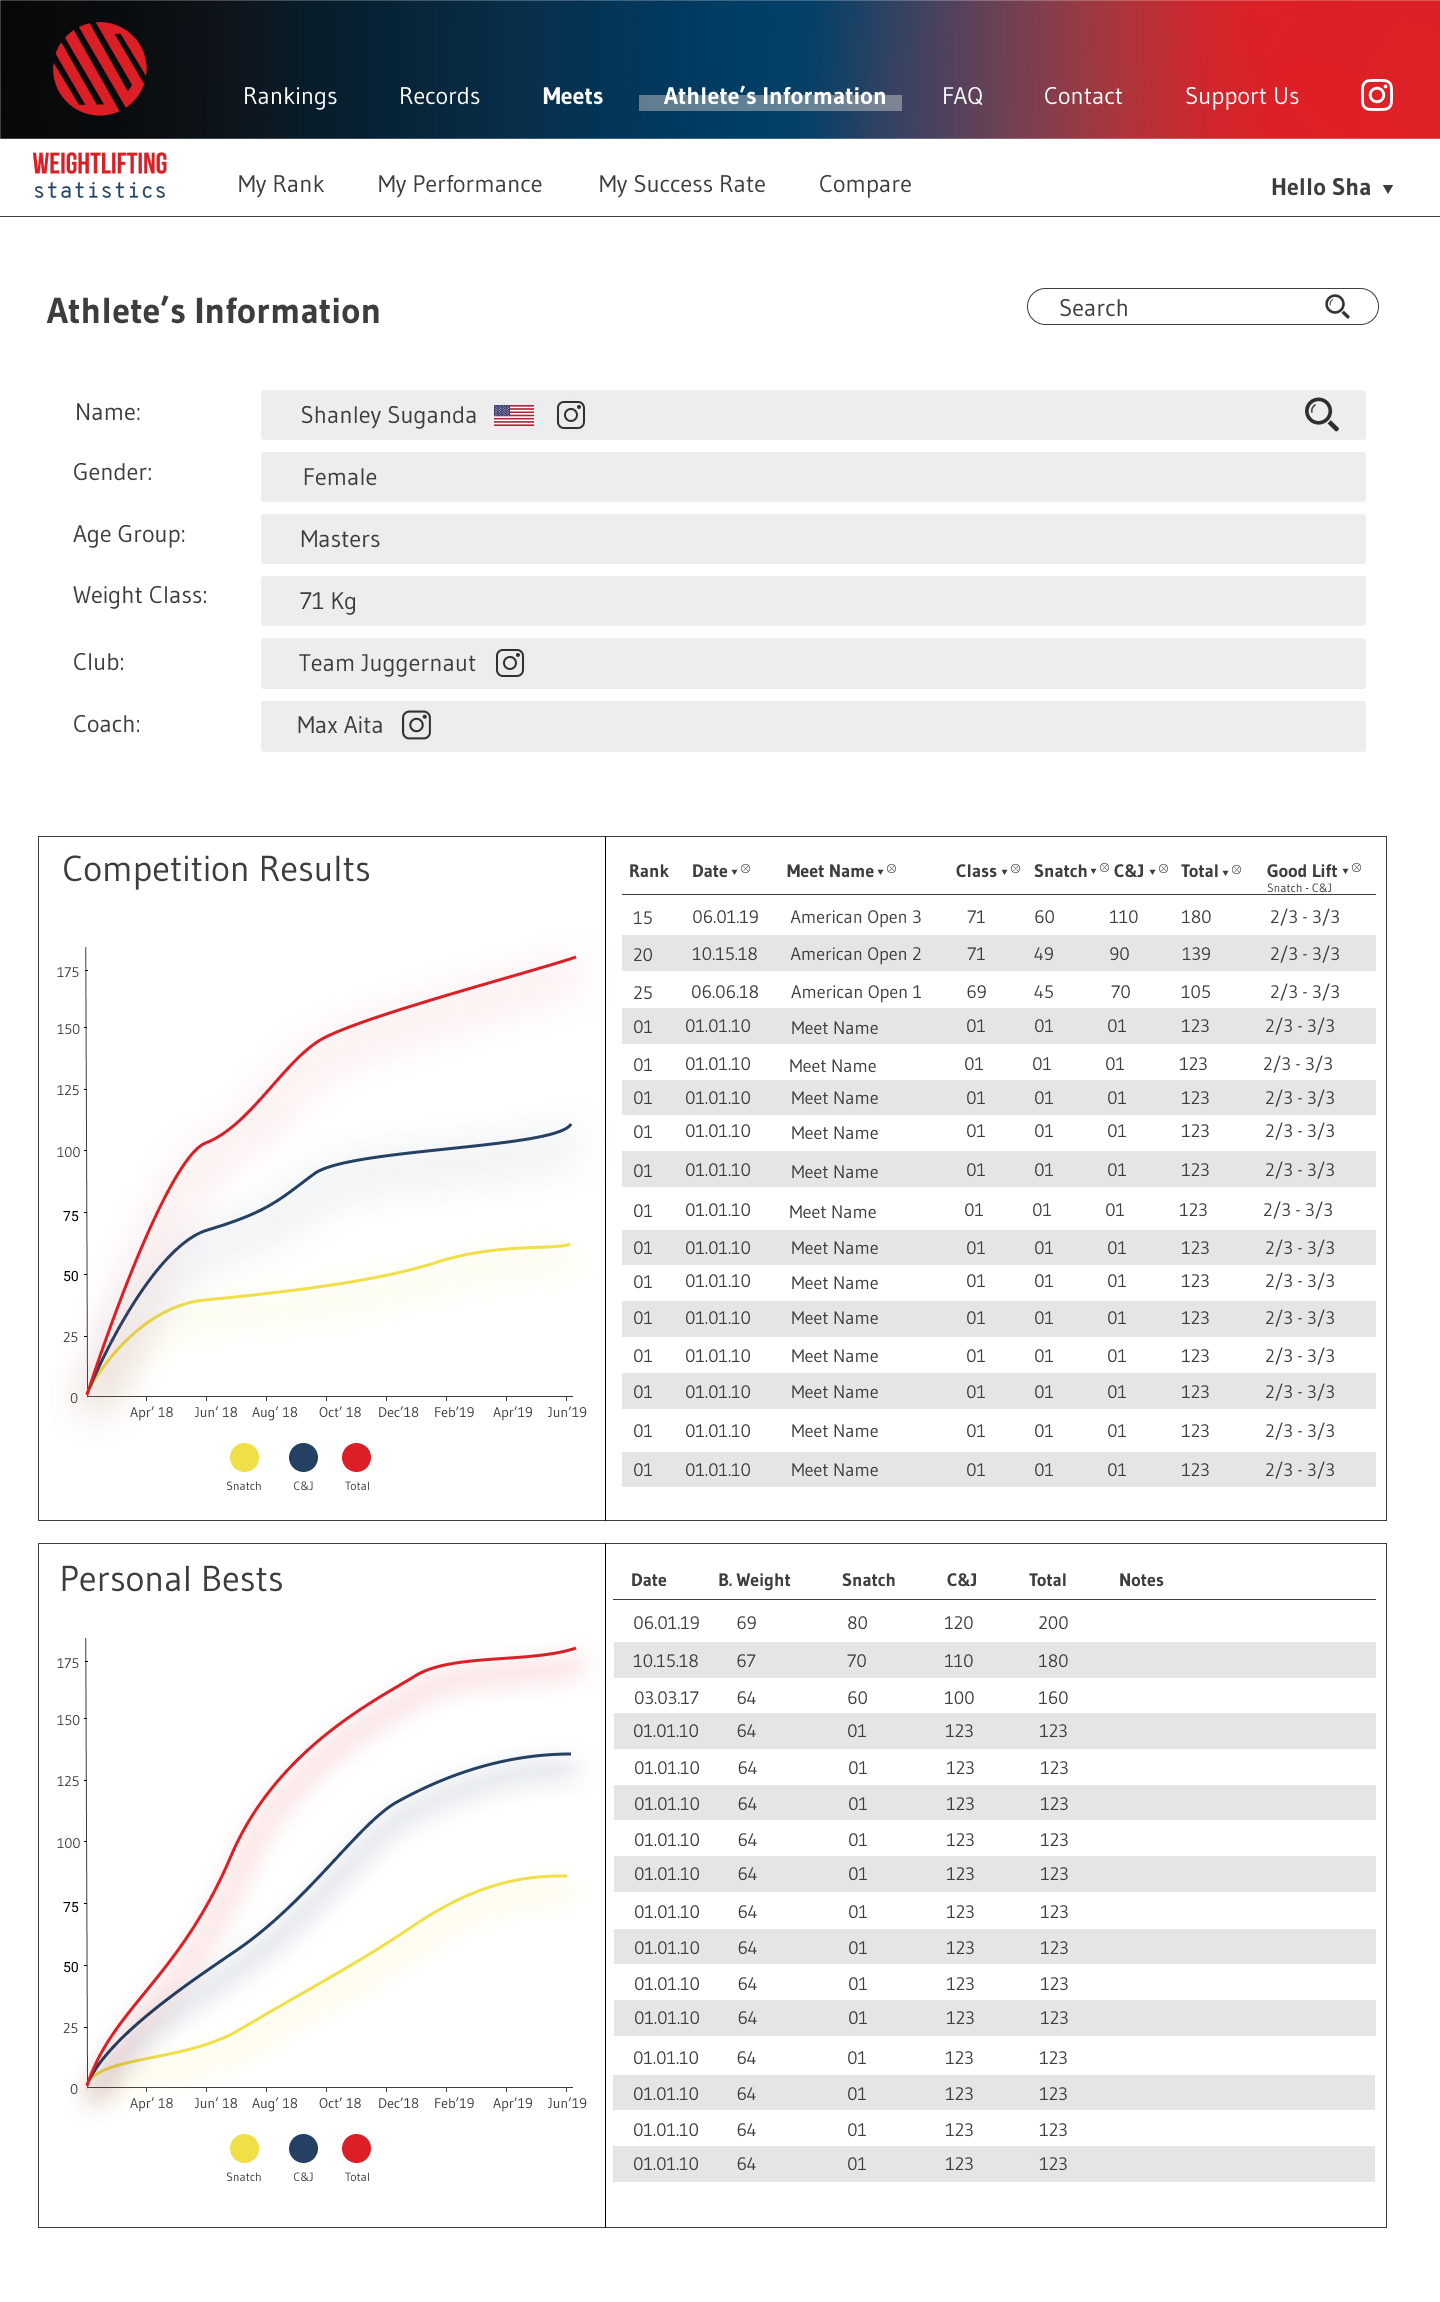 Rankings Records Meets Athlete’s Information FAQ Contact Support Us
WEIGHTLIFTING
statistics
My Rank My Performance My Success Rate Compare Hello Sha
Athlete’s Information
Search
Name: Shanley Suganda
Gender: Female
Age Group: Masters
Weight Class: 71 Kg
Club: Team Juggernaut
Coach: Max Aita
Competition Results
175
150
125
100
75
50
25
0
Apr’ 18 Jun’ 18 Aug’ 18 Oct’ 18 Dec’18 Feb’19 Apr’19 Jun’19
Snatch C&J Total
Rank Date Meet Name Class Snatch C&J Total Good Lift
Snatch - C&J
15 06.01.19 American Open 3 71 60 110 180 2/3 - 3/3
20 10.15.18 American Open 2 71 49 90 139 2/3 - 3/3
25 06.06.18 American Open 1 69 45 70 105 2/3 - 3/3
01 01.01.10 Meet Name 01 01 01 123 2/3 - 3/3
01 01.01.10 Meet Name 01 01 01 123 2/3 - 3/3
01 01.01.10 Meet Name 01 01 01 123 2/3 - 3/3
01 01.01.10 Meet Name 01 01 01 123 2/3 - 3/3
01 01.01.10 Meet Name 01 01 01 123 2/3 - 3/3
01 01.01.10 Meet Name 01 01 01 123 2/3 - 3/3
01 01.01.10 Meet Name 01 01 01 123 2/3 - 3/3
01 01.01.10 Meet Name 01 01 01 123 2/3 - 3/3
01 01.01.10 Meet Name 01 01 01 123 2/3 - 3/3
01 01.01.10 Meet Name 01 01 01 123 2/3 - 3/3
01 01.01.10 Meet Name 01 01 01 123 2/3 - 3/3
01 01.01.10 Meet Name 01 01 01 123 2/3 - 3/3
01 01.01.10 Meet Name 01 01 01 123 2/3 - 3/3
Personal Bests
175
150
125
100
75
50
25
0
Apr’ 18 Jun’ 18 Aug’ 18 Oct’ 18 Dec’18 Feb’19 Apr’19 Jun’19
Snatch C&J Total
Date B. Weight Snatch C&J Total Notes
06.01.19 69 80 120 200
10.15.18 67 70 110 180
03.03.17 64 60 100 160
01.01.10 64 01 123 123
01.01.10 64 01 123 123
01.01.10 64 01 123 123
01.01.10 64 01 123 123
01.01.10 64 01 123 123
01.01.10 64 01 123 123
01.01.10 64 01 123 123
01.01.10 64 01 123 123
01.01.10 64 01 123 123
01.01.10 64 01 123 123
01.01.10 64 01 123 123
01.01.10 64 01 123 123
01.01.10 64 01 123 123